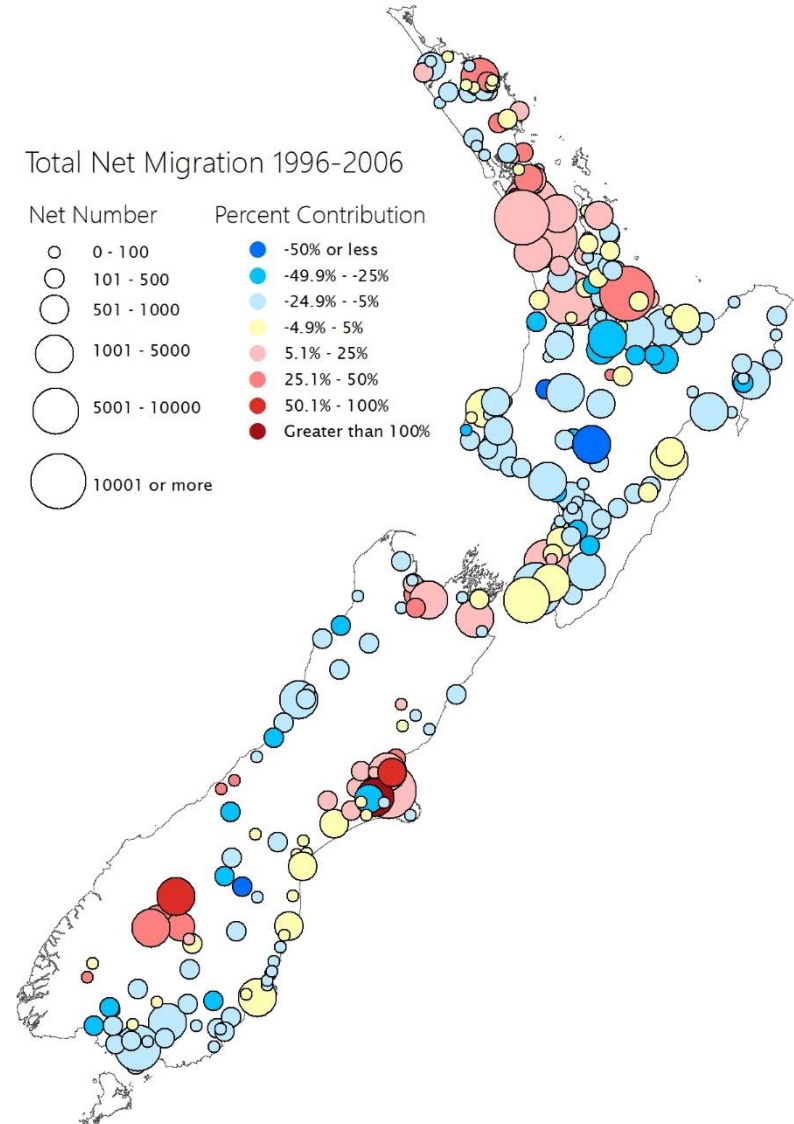 Total Net Migration 1996-2006
Net Number
0 - 100
101 - 500
501 - 1000
1001 - 5000
5001 - 10000
10001 or more
Percent Contribution
-50% or less
-49.9% - -25%
-24.9% - -5%
-4.9% - 5%
5.1% - 25%
25.1% - 50%
50.1% - 100%
Greater than 100%